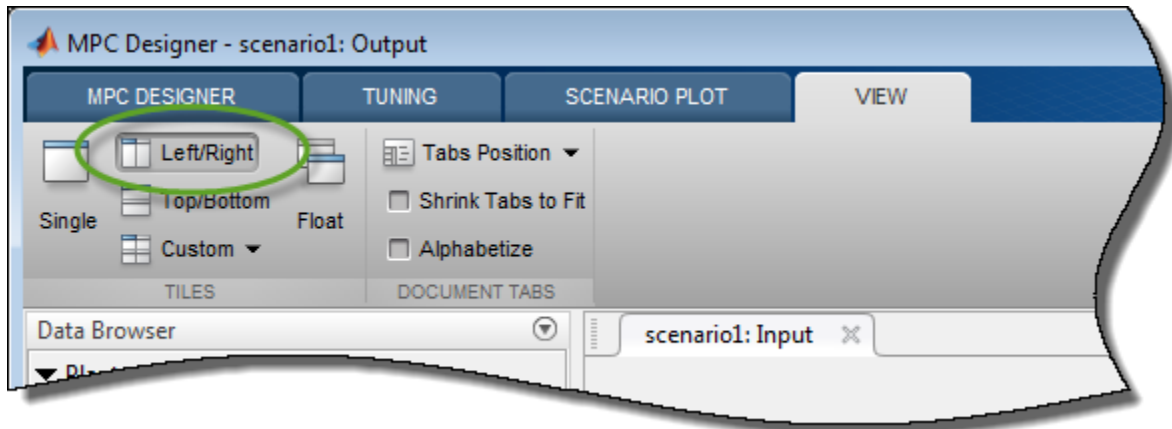 MPC Designer - scenario1: Output
MPC DESIGNER TUNING SCENARIO PLOT VIEW
Left/Right Tabs Position
Top/Bottom Shrink Tabs to Fit
Single Float
Custom Alphabetize
TILES DOCUMENT TABS
Data Browser scenario1: Input